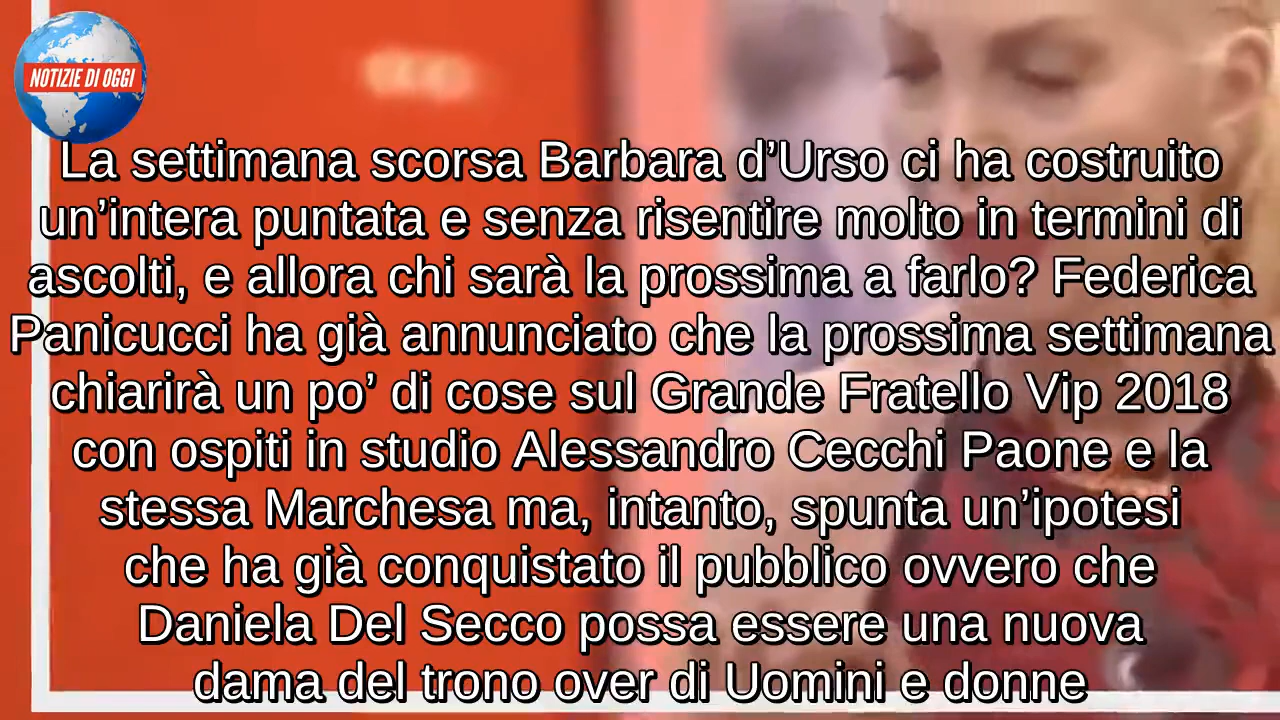 NOTIZIE DI OGGI
La settimana scorsa Barbara d’Urso ci ha costruito
un’intera puntata e senza risentire molto in termini di
ascolti, e allora chi sarà la prossima a farlo? Federica
Panicucci ha già annunciato che la prossima settimana
chiarirà un po’ di cose sul Grande Fratello Vip 2018
con ospiti in studio Alessandro Cecchi Paone e la
stessa Marchesa ma, intanto, spunta un’ipotesi
che ha già conquistato il pubblico ovvero che
Daniela Del Secco possa essere una nuova
dama del trono over di Uomini e donne